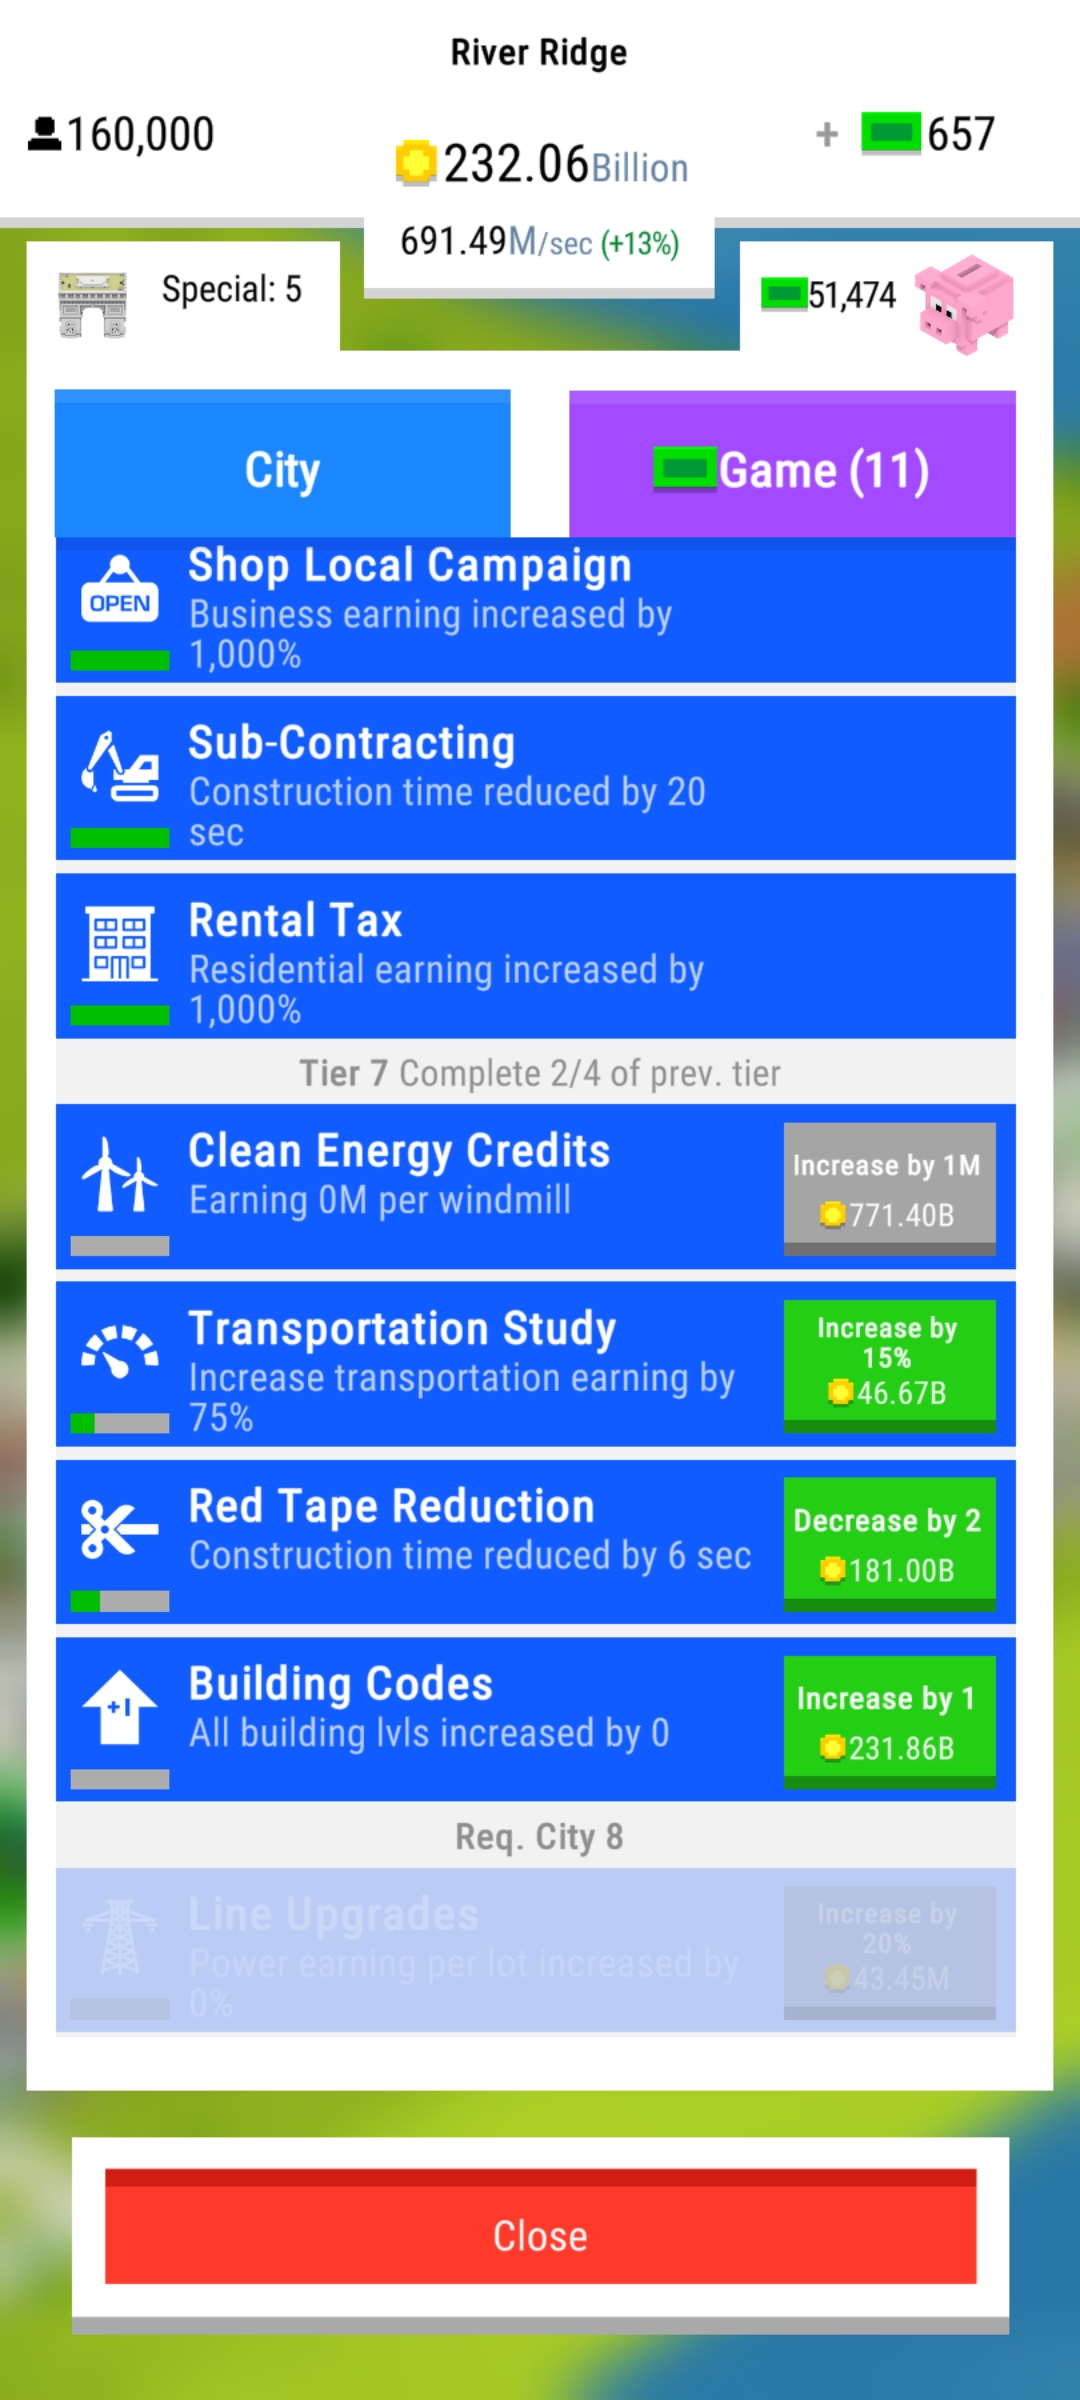 River Ridge
160,000
232.06Billion
+ 657
691.49M/sec (+13%)
Special: 5
51,474
City
Game (11)
OPEN
Shop Local Campaign
Business earning increased by
1,000%
Sub-Contracting
Construction time reduced by 20
sec
Rental Tax
Residential earning increased by
1,000%
Tier 7 Complete 2/4 of prev. tier
Clean Energy Credits
Earning 0M per windmill
Increase by 1M
771.40B
Transportation Study
Increase transportation earning by
75%
Increase by
15%
46.67B
Red Tape Reduction
Construction time reduced by 6 sec
Decrease by 2
181.00B
+1
Building Codes
All building lvls increased by 0
Increase by 1
231.86B
Req. City 8
Line Upgrades
Power earning per lot increased by
0%
Increase by
20%
43.45M
Close